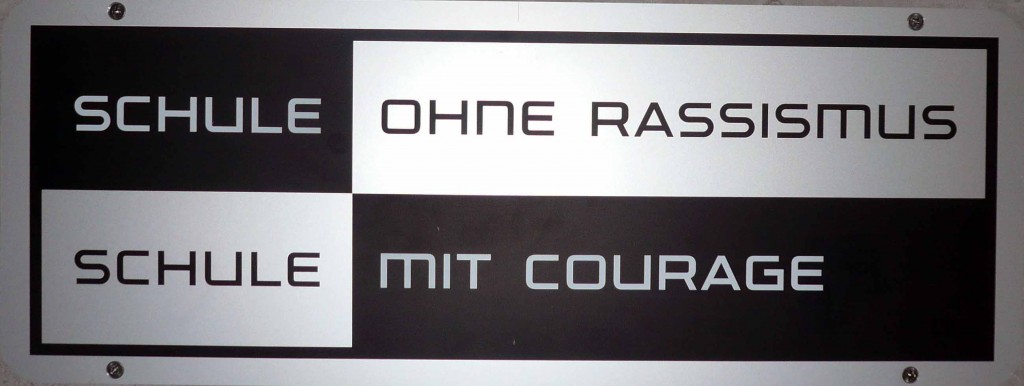 SCHULE OHNE RASSISMUS
SCHULE MIT COURAGE